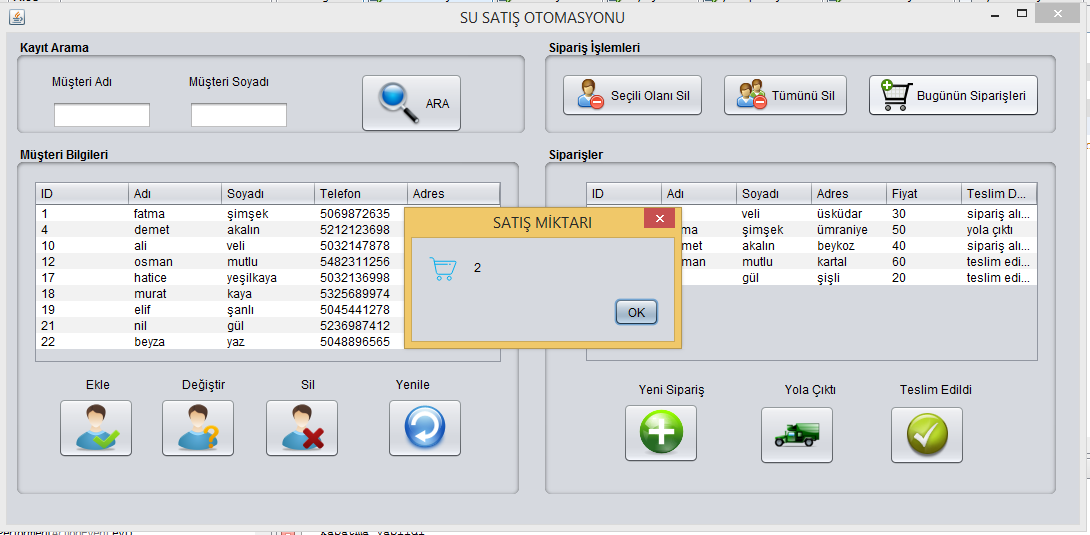 SU SATIŞ OTOMASYONU
Kayıt Arama
Müşteri Adı Müşteri Soyadı
ARA
Sipariş İşlemleri
Seçili Olanı Sil Tümünü Sil Bugünün Siparişleri
Müşteri Bilgileri
ID Adı Soyadı Telefon Adres
1 fatma şimşek 5069872635
4 demet akalın 5212123698
10 ali veli 5032147878
12 osman mutlu 5482311256
17 hatice yeşilkaya 5032136998
18 murat kaya 5325689974
19 elif şanlı 5045441278
21 nil gül 5236987412
22 beyza yaz 5048896565
Ekle Değiştir Sil Yenile
Siparişler
ID Adı Soyadı Adres Fiyat Teslim D...
veli üsküdar 30 sipariş alı...
ma şimşek ümraniye 50 yola çıktı
met akalın beykoz 40 sipariş alı...
man mutlu kartal 60 teslim edi...
gül şişli 20 teslim edi...
Yeni Sipariş Yola Çıktı Teslim Edildi
SATIŞ MİKTARI
2
OK